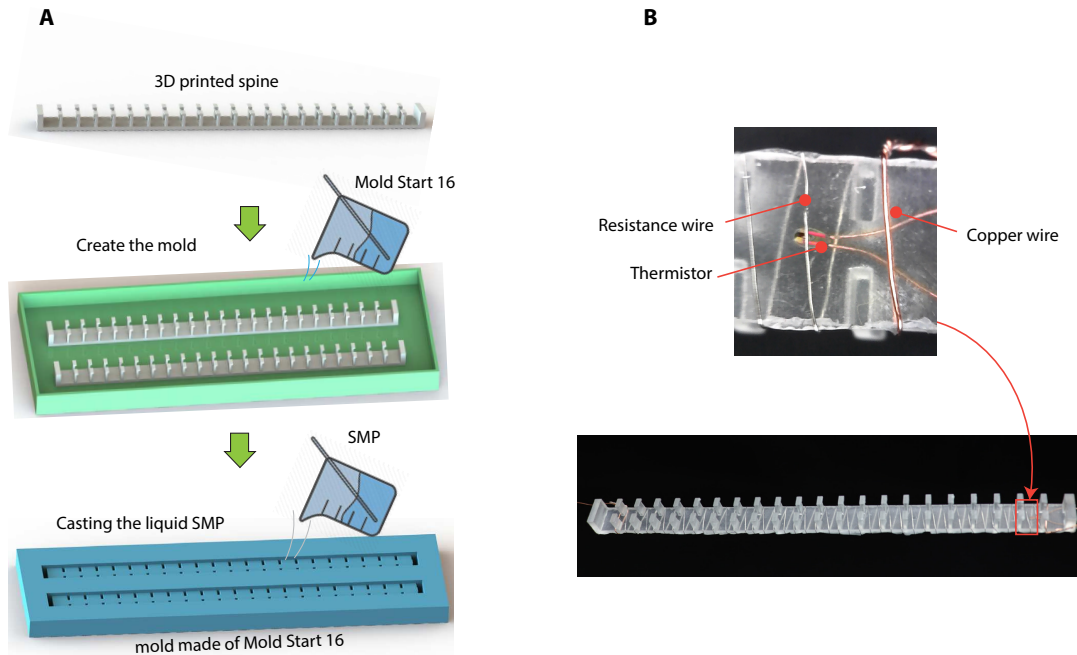 A
3D printed spine
Mold Start 16
Create the mold
SMP
Casting the liquid SMP
mold made of Mold Start 16
B
Resistance wire
Copper wire
Thermistor